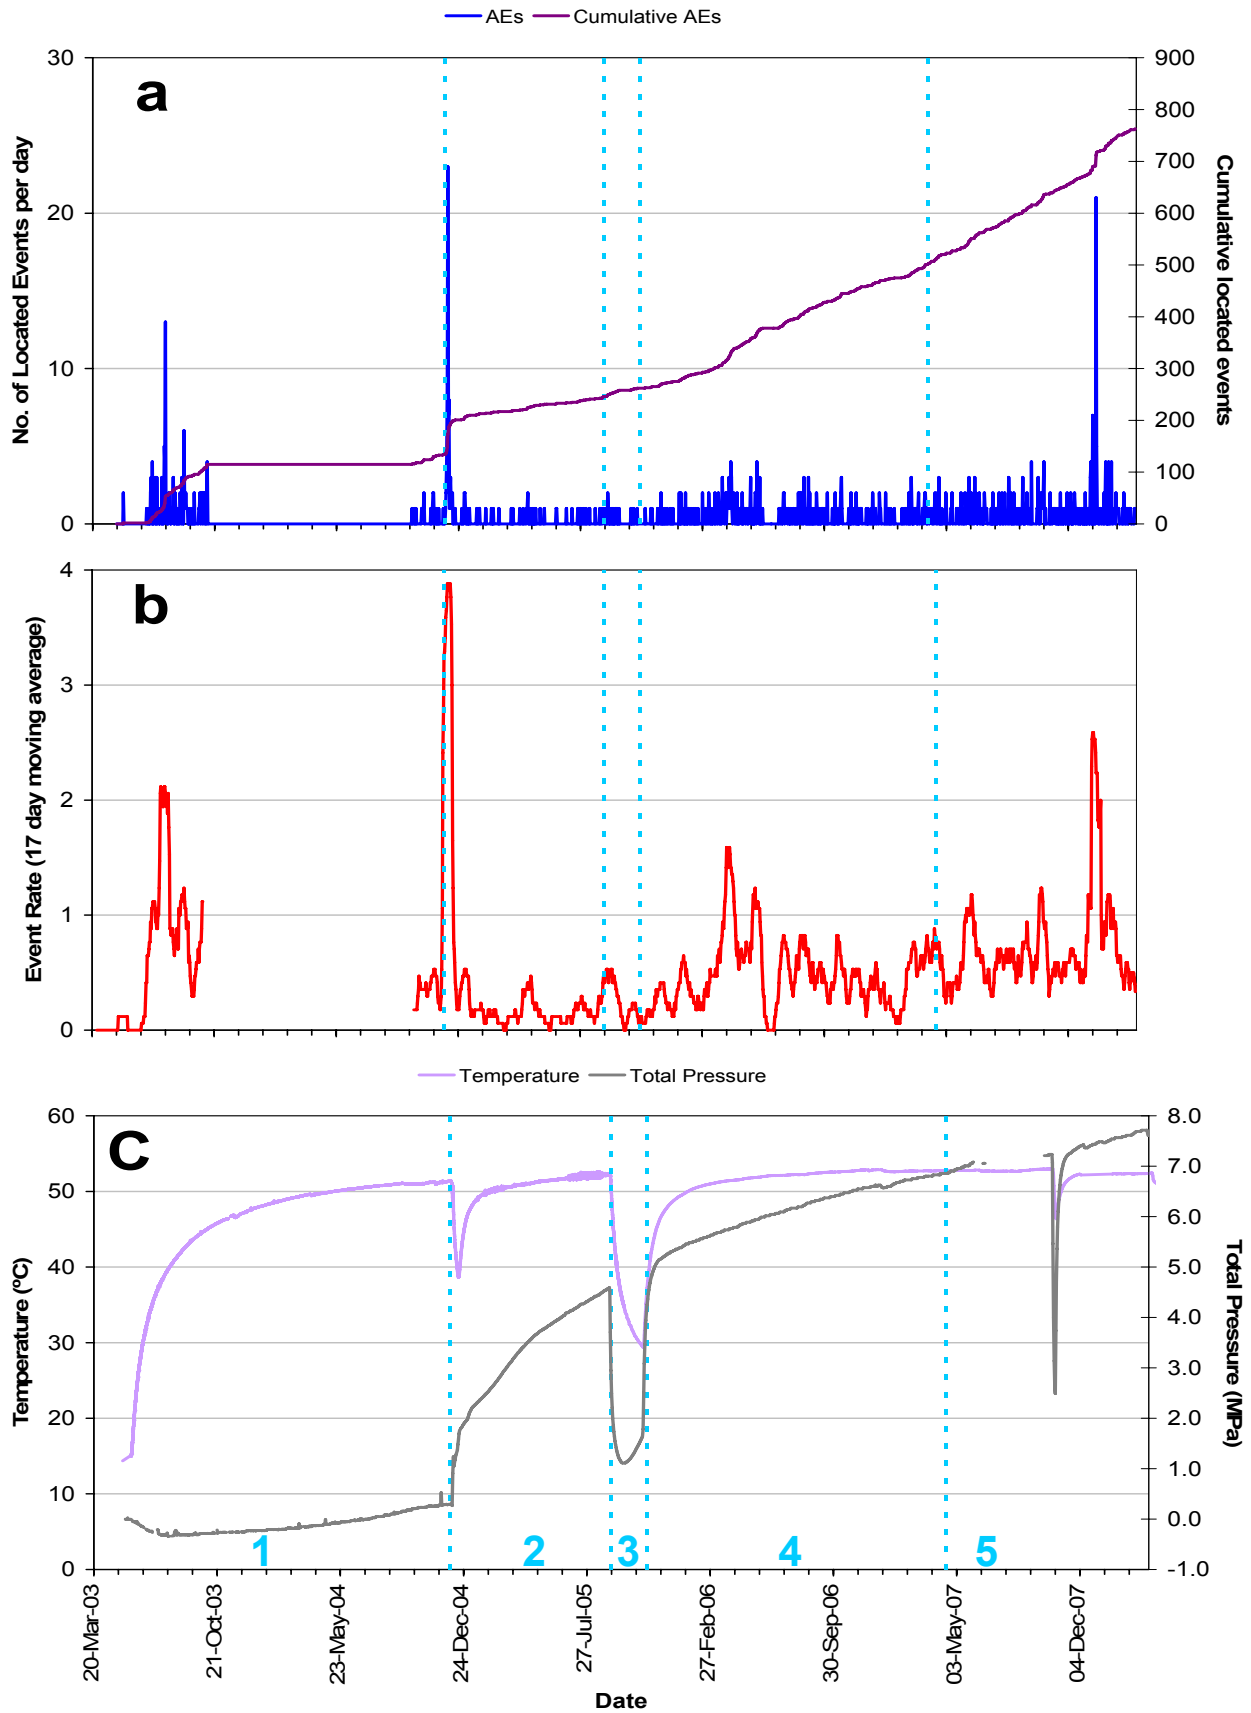 AEs Cumulative AEs
a
No. of Located Events per day
30
20
10
0
900
800
700
600
500
400
300
200
100
0
Cumulative located events
b
Event Rate (17 day moving average)
4
3
2
1
0
Temperature Total Pressure
C
Temperature (ºC)
60
50
40
30
20
10
0
8.0
7.0
6.0
5.0
4.0
3.0
2.0
1.0
0.0
-1.0
Total Pressure (MPa)
1 2 3 4 5
20-Mar-03
21-Oct-03
23-May-04
24-Dec-04
27-Jul-05
27-Feb-06
30-Sep-06
03-May-07
04-Dec-07
Date